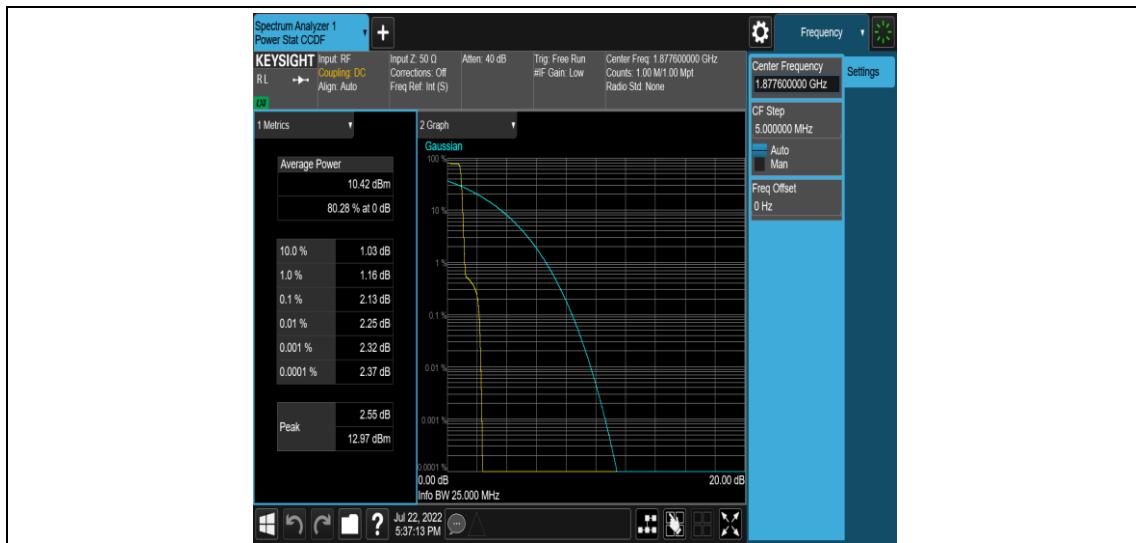 Spectrum Analyzer 1
Power Stat CCDF
Frequency
KEYSIGHT
R L
LXI
Input: RF
Coupling: DC
Align: Auto
Input Z: 50 Ω
Corrections: Off
Freq Ref: Int (S)
Atten: 40 dB
Trig: Free Run
#IF Gain: Low
Center Freq: 1.877600000 GHz
Counts: 1.00 M/1.00 Mpt
Radio Std: None
Center Frequency
1.877600000 GHz
Settings
CF Step
5.000000 MHz
Auto
Man
Freq Offset
0 Hz
1 Metrics
Average Power
10.42 dBm
80.28 % at 0 dB
10.0 % 1.03 dB
1.0 % 1.16 dB
0.1 % 2.13 dB
0.01 % 2.25 dB
0.001 % 2.32 dB
0.0001 % 2.37 dB
Peak
2.55 dB
12.97 dBm
2 Graph
Gaussian
100 %
10 %
1 %
0.1 %
0.01 %
0.001 %
0.0001 %
0.00 dB 20.00 dB
Info BW 25.000 MHz
?
Jul 22, 2022
5:37:13 PM